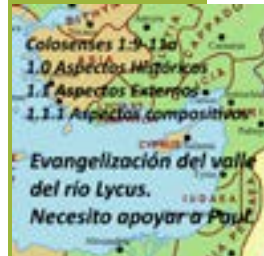 Colosenses 1:9-11a
1.0 Aspectos Históricos
1.1 Aspectos Externos
1.1.1 Aspectos compositivos
CYPRUS
Evangelización del valle
del río Lycus.
Necesito apoyar a Paul